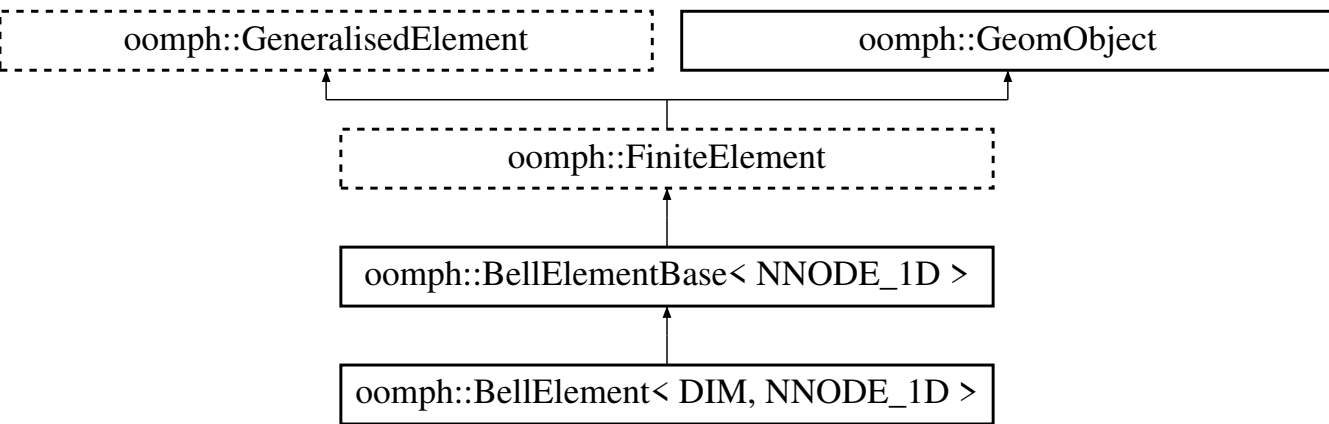 oomph::GeneralisedElement
oomph::GeomObject
oomph::FiniteElement
oomph::BellElementBase< NNODE_1D >
oomph::BellElement< DIM, NNODE_1D >